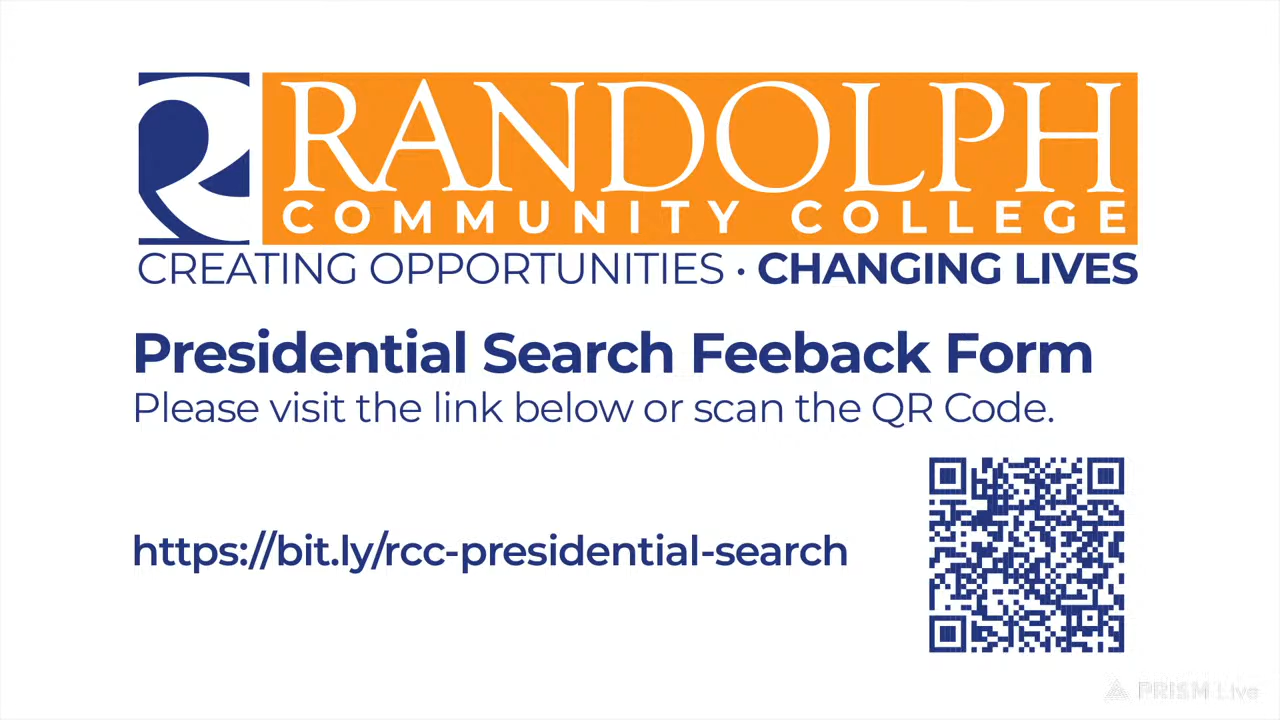 RANDOLPH
COMMUNITY COLLEGE
CREATING OPPORTUNITIES · CHANGING LIVES
Presidential Search Feeback Form
Please visit the link below or scan the QR Code.
https://bit.ly/rcc-presidential-search
PRISM Live